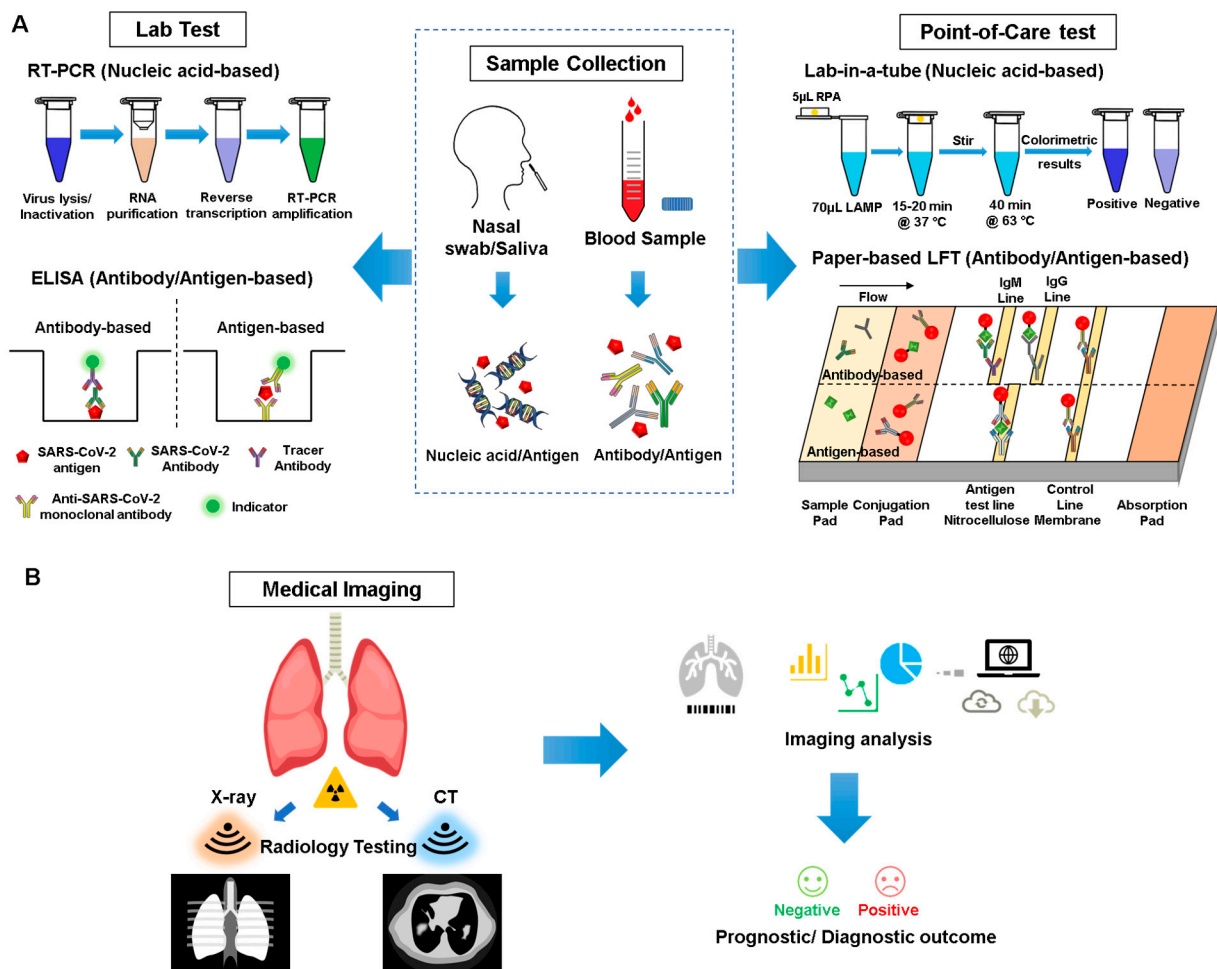 A
Lab Test
RT-PCR (Nucleic acid-based)
Virus lysis/
Inactivation
RNA
purification
Reverse
transcription
RT-PCR
amplification
ELISA (Antibody/Antigen-based)
Antibody-based
Antigen-based
SARS-CoV-2
antigen
SARS-CoV-2
Antibody
Tracer
Antibody
Anti-SARS-CoV-2
monoclonal antibody
Indicator
Sample Collection
Nasal
swab/Saliva
Blood Sample
Nucleic acid/Antigen
Antibody/Antigen
Point-of-Care test
Lab-in-a-tube (Nucleic acid-based)
5µL RPA
Stir
Colorimetric
results
70µL LAMP
15-20 min
@ 37 °C
40 min
@ 63 °C
Positive
Negative
Paper-based LFT (Antibody/Antigen-based)
Flow
IgM
Line
IgG
Line
Antibody-based
Antigen-based
Sample
Pad
Conjugation
Pad
Antigen
test line
Nitrocellulose
Control
Line
Membrane
Absorption
Pad
B
Medical Imaging
X-ray
CT
Radiology Testing
Imaging analysis
Negative
Positive
Prognostic/ Diagnostic outcome